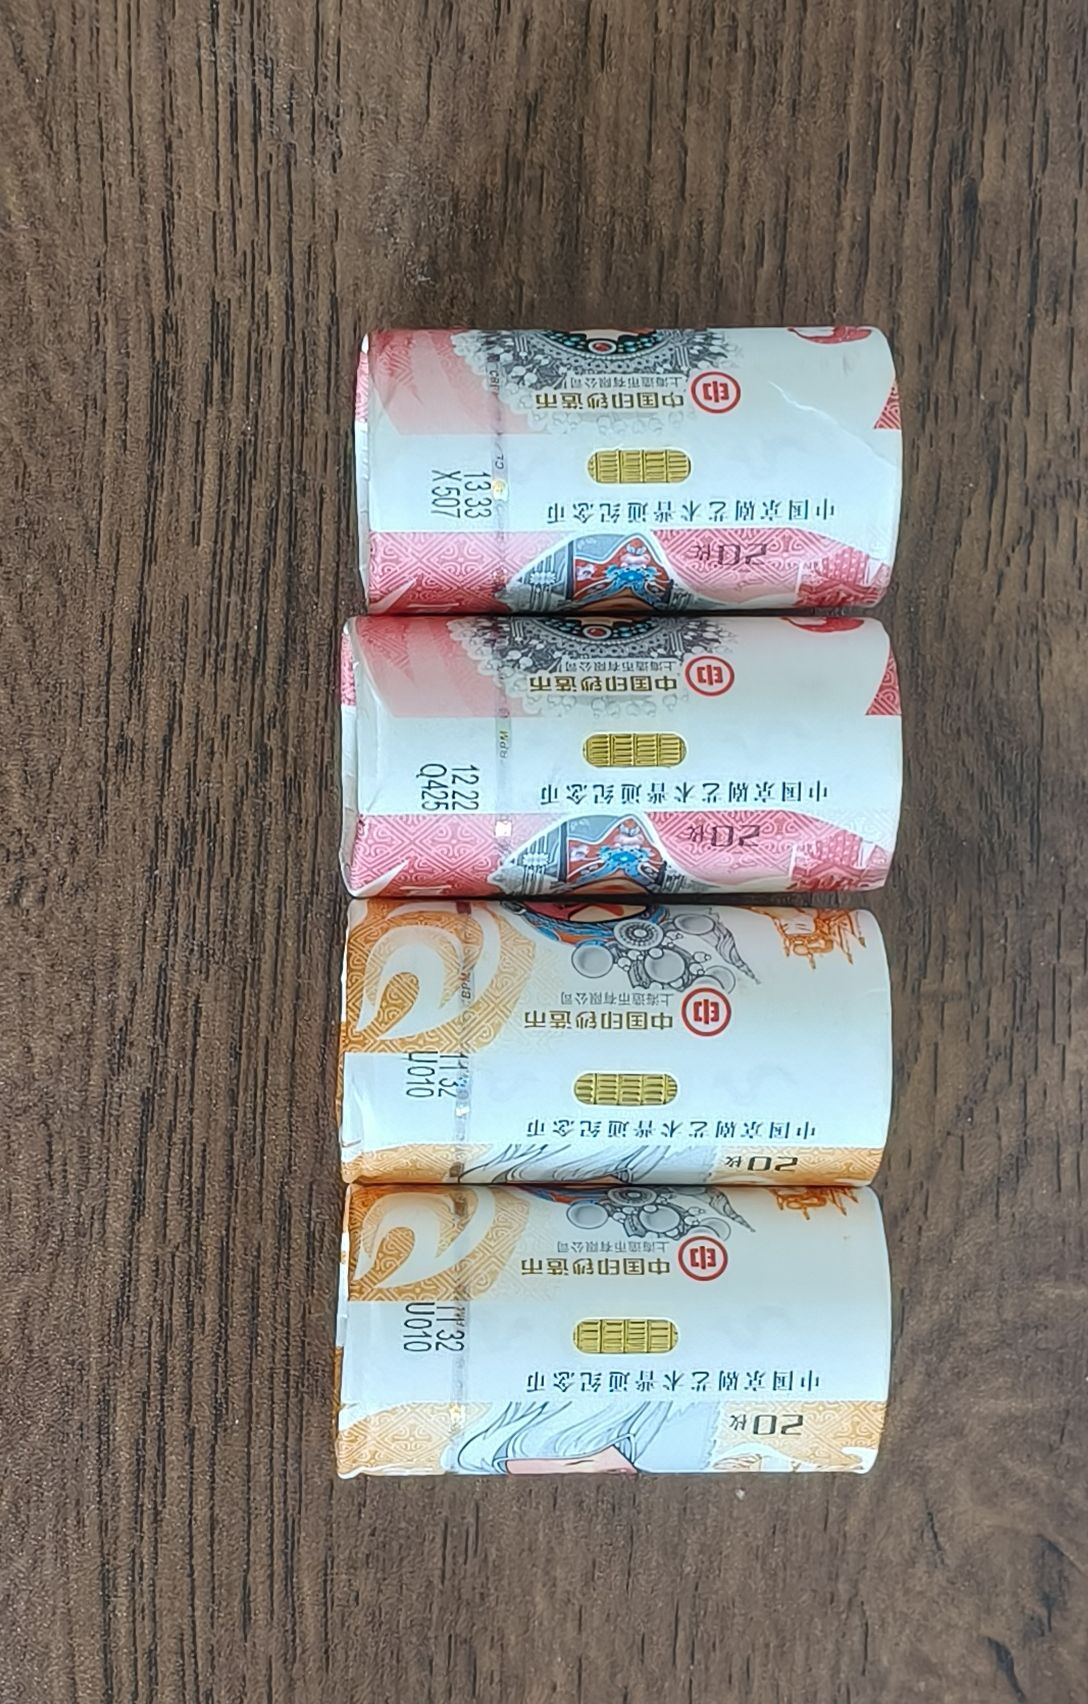 中国印钞造币
上海造币有限公司
13 33
X 507
中国京剧艺术普通纪念币
20枚
中国印钞造币
上海造币有限公司
BPM
12 22
Q425
中国京剧艺术普通纪念币
20枚
BPM
中国印钞造币
上海造币有限公司
11 32
U010
中国京剧艺术普通纪念币
20枚
中国印钞造币
上海造币有限公司
11 32
U010
中国京剧艺术普通纪念币
20枚